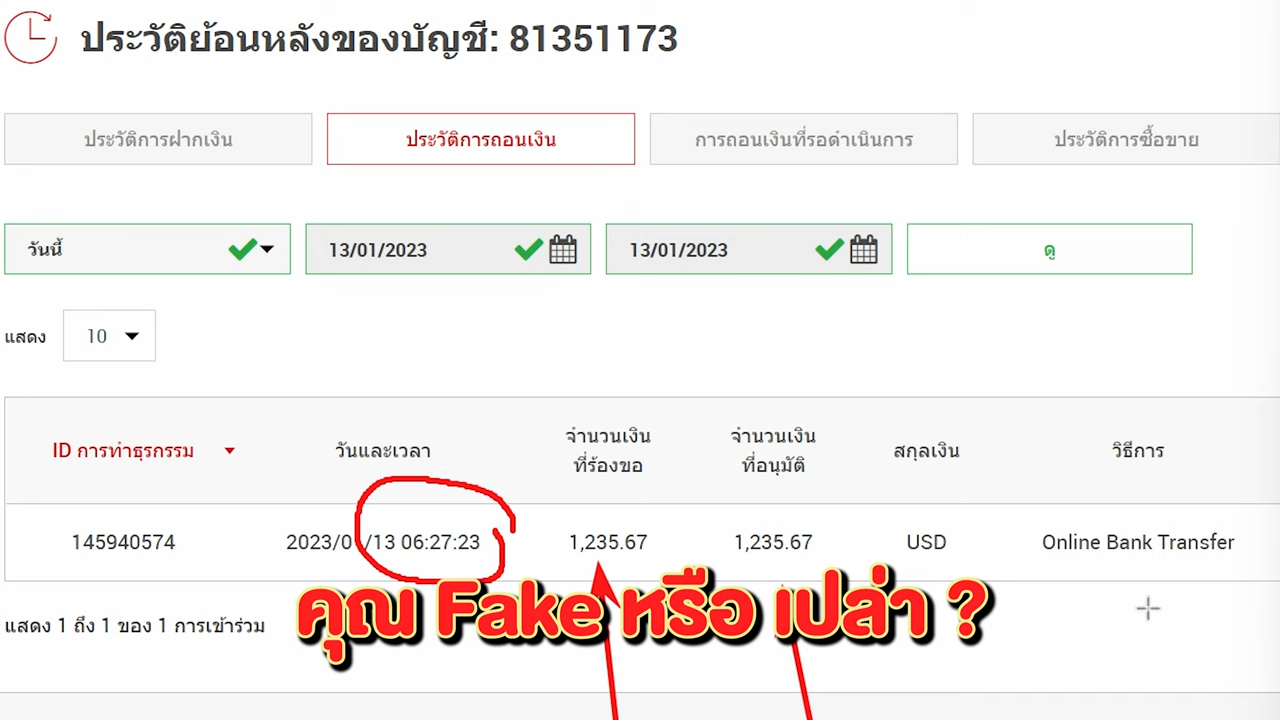 ประวัติย้อนหลังของบัญชี: 81351173
ประวัติการฝากเงิน
ประวัติการถอนเงิน
การถอนเงินที่รอดำเนินการ
ประวัติการซื้อขาย
วันนี้
13/01/2023
13/01/2023
ดู
แสดง 10
ID การทำธุรกรรม
วันและเวลา
จำนวนเงิน
ที่ร้องขอ
จำนวนเงิน
ที่อนุมัติ
สกุลเงิน
วิธีการ
145940574
2023/0 /13 06:27:23
1,235.67
1,235.67
USD
Online Bank Transfer
คุณ Fake หรือ เปล่า ?
แสดง 1 ถึง 1 ของ 1 การเข้าร่วม